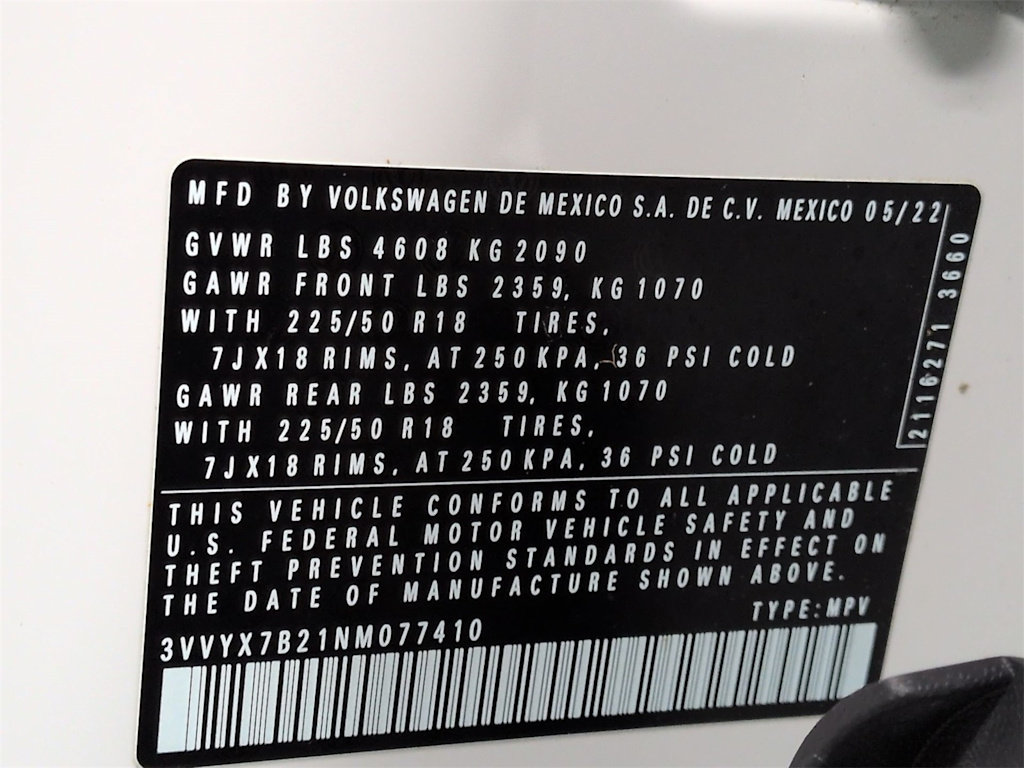 MFD BY VOLKSWAGEN DE MEXICO S.A. DE C.V. MEXICO 05/22
GVWR LBS 4608 KG 2090
GAWR FRONT LBS 2359, KG 1070
WITH 225/50 R18 TIRES,
7JX18 RIMS, AT 250 KPA, 36 PSI COLD
GAWR REAR LBS 2359, KG 1070
WITH 225/50 R18 TIRES,
7JX18 RIMS, AT 250 KPA, 36 PSI COLD
2116271 3660
THIS VEHICLE CONFORMS TO ALL APPLICABLE
U.S. FEDERAL MOTOR VEHICLE SAFETY AND
THEFT PREVENTION STANDARDS IN EFFECT ON
THE DATE OF MANUFACTURE SHOWN ABOVE.
TYPE: MPV
3VVYX7B21NM077410